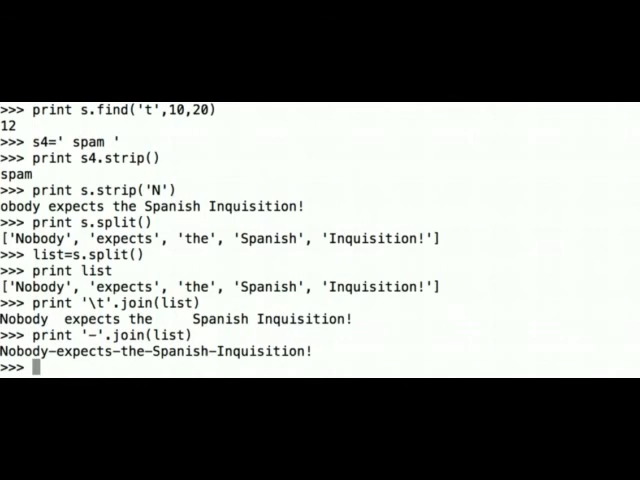 >>> print s.find('t',10,20)
12
>>> s4=' spam '
>>> print s4.strip()
spam
>>> print s.strip('N')
obody expects the Spanish Inquisition!
>>> print s.split()
['Nobody', 'expects', 'the', 'Spanish', 'Inquisition!']
>>> list=s.split()
>>> print list
['Nobody', 'expects', 'the', 'Spanish', 'Inquisition!']
>>> print '\t'.join(list)
Nobody  expects the     Spanish Inquisition!
>>> print '-'.join(list)
Nobody-expects-the-Spanish-Inquisition!
>>>